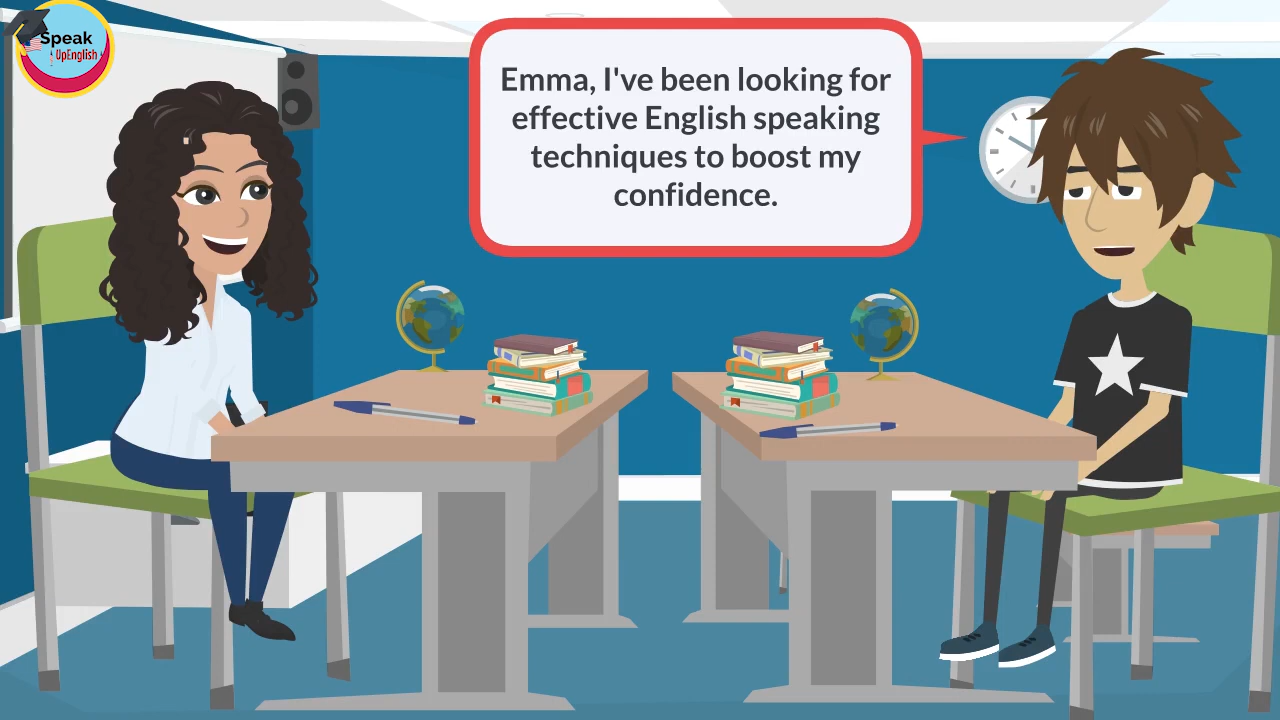 Speak
UpEnglish
Emma, I've been looking for
effective English speaking
techniques to boost my
confidence.